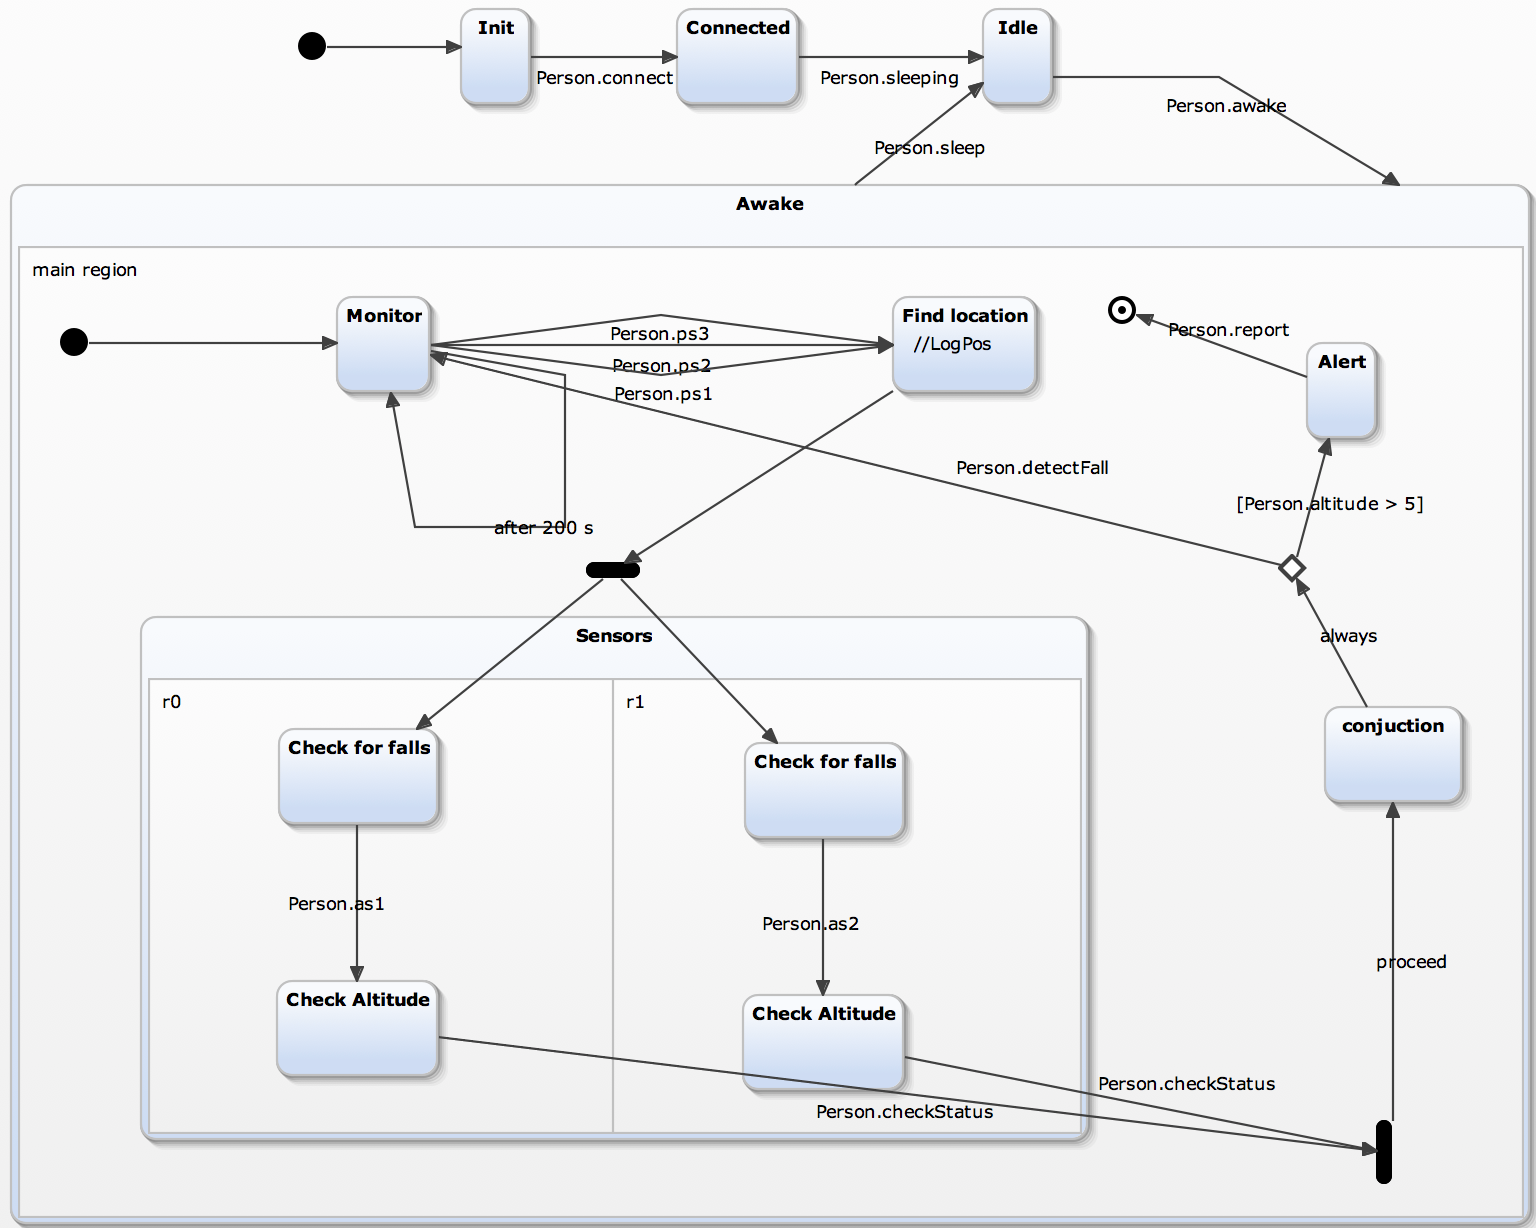 Init
Connected
Idle
Person.connect
Person.sleeping
Person.awake
Person.sleep
Awake
main region
Monitor
Find location
//LogPos
Person.ps3
Person.ps2
Person.ps1
Person.report
Alert
Person.detectFall
[Person.altitude > 5]
after 200 s
Sensors
always
r0
r1
conjuction
Check for falls
Check for falls
Person.as1
Person.as2
proceed
Check Altitude
Check Altitude
Person.checkStatus
Person.checkStatus